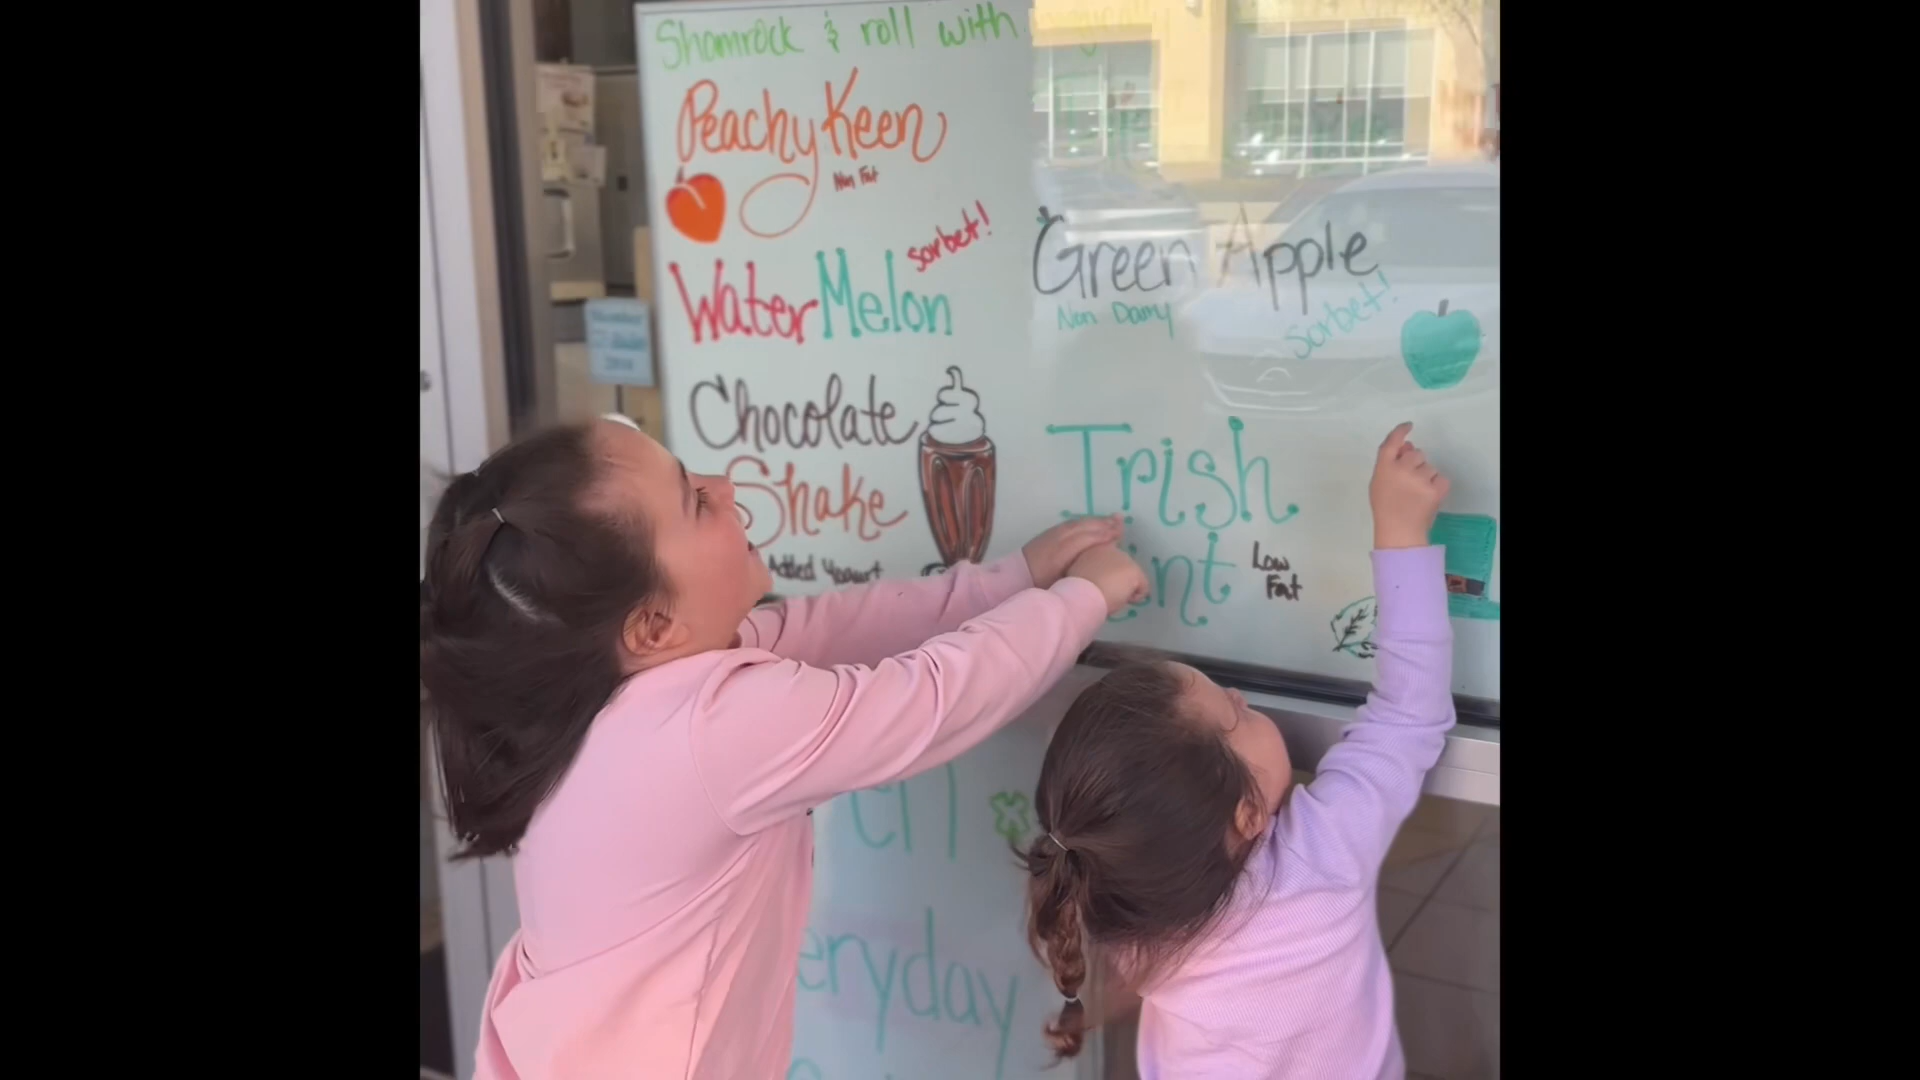 Shamrock & roll with
Peachy Keen
Non Fat
WaterMelon
sorbet!
Chocolate
Shake
Added Yogurt
Green Apple
Non Dairy
sorbet!
Irish
Low
Fat